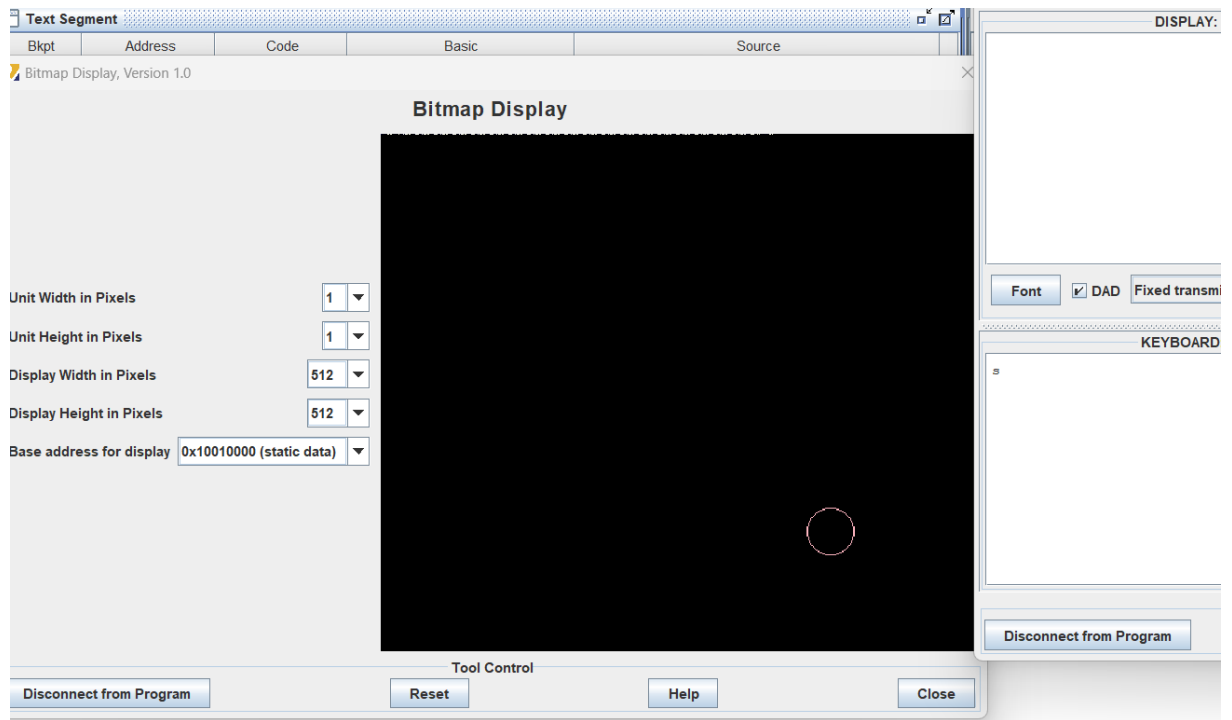 Text Segment
Bkpt Address Code Basic Source
Bitmap Display, Version 1.0
Bitmap Display
Unit Width in Pixels 1
Unit Height in Pixels 1
Display Width in Pixels 512
Display Height in Pixels 512
Base address for display 0x10010000 (static data)
Tool Control
Disconnect from Program Reset Help Close
DISPLAY:
Font DAD Fixed transmi
KEYBOARD
s
Disconnect from Program